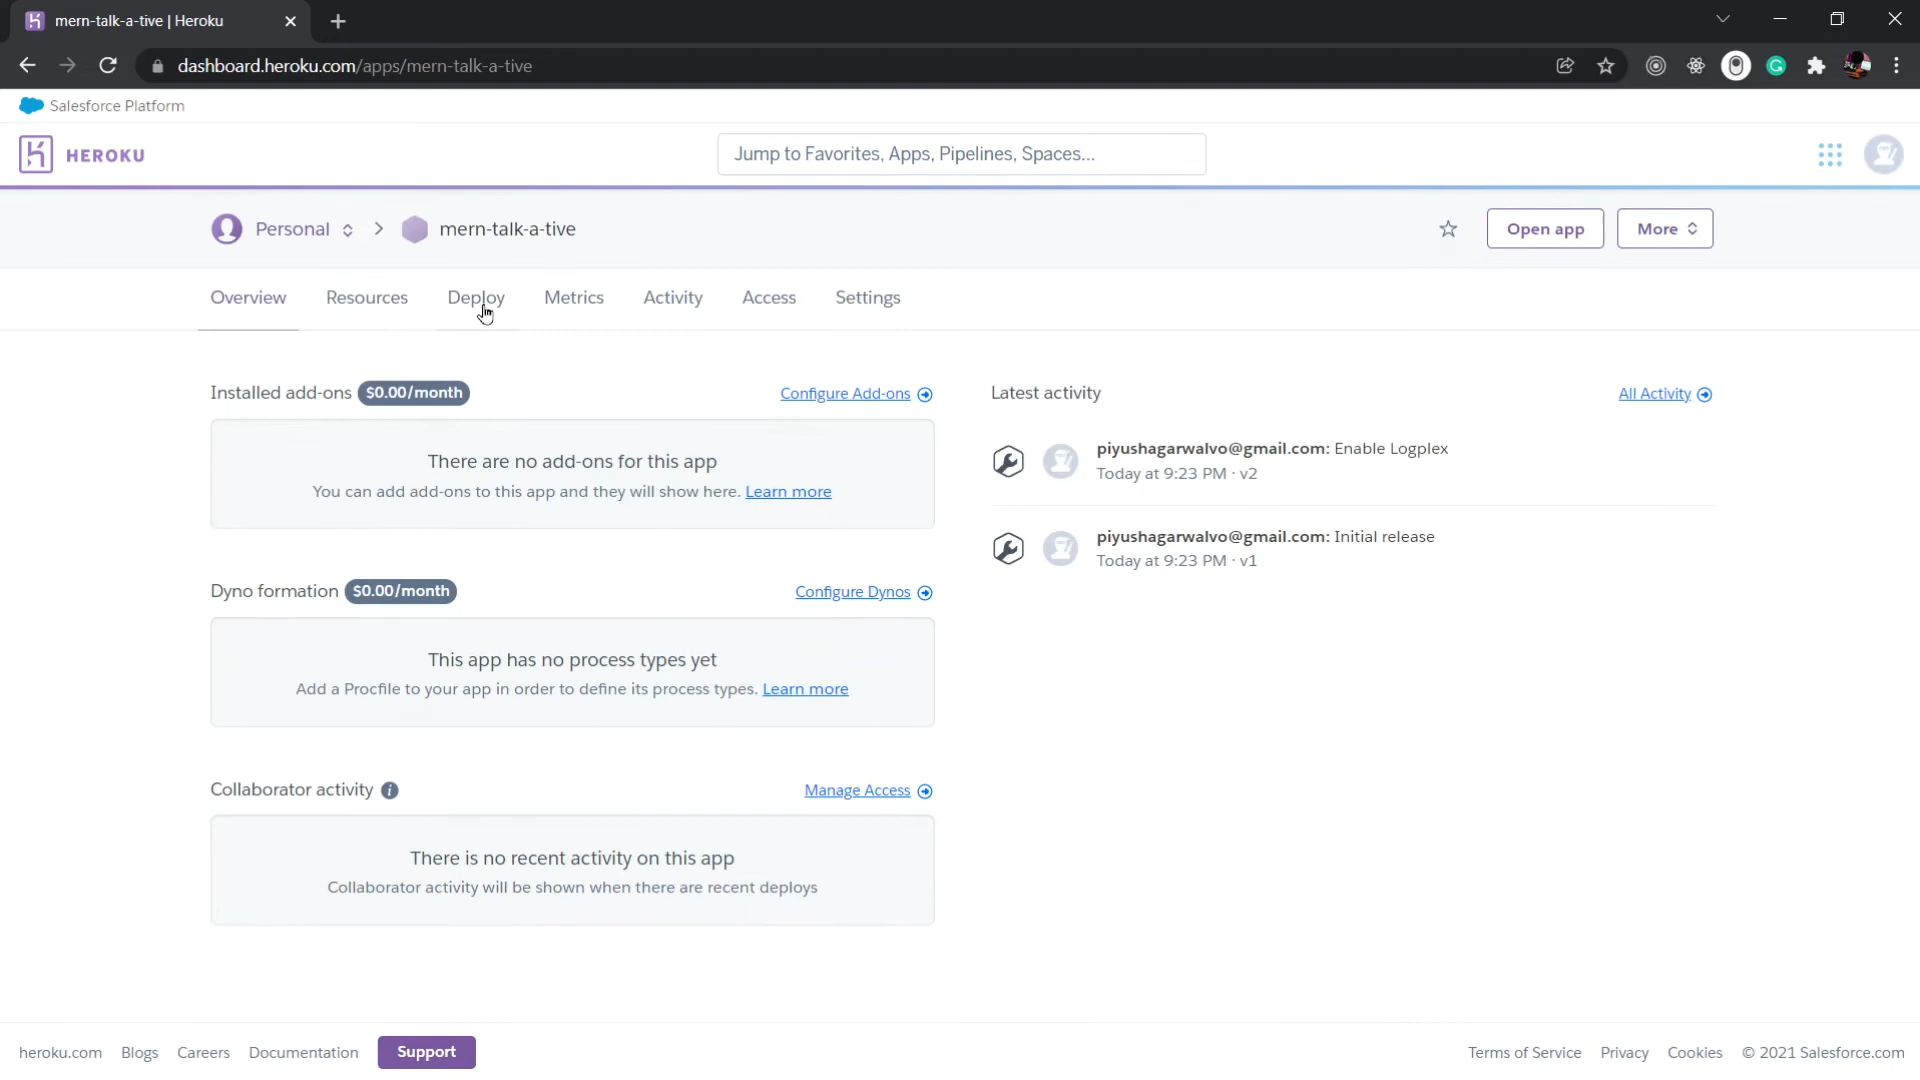 mern-talk-a-tive | Heroku
dashboard.heroku.com/apps/mern-talk-a-tive
Salesforce Platform
HEROKU
Jump to Favorites, Apps, Pipelines, Spaces...
Personal
mern-talk-a-tive
Open app
More
Overview
Resources
Deploy
Metrics
Activity
Access
Settings
Installed add-ons $0.00/month
Configure Add-ons
There are no add-ons for this app
You can add add-ons to this app and they will show here. Learn more
Dyno formation $0.00/month
Configure Dynos
This app has no process types yet
Add a Procfile to your app in order to define its process types. Learn more
Collaborator activity
Manage Access
There is no recent activity on this app
Collaborator activity will be shown when there are recent deploys
Latest activity
All Activity
piyushagarwalvo@gmail.com: Enable Logplex
Today at 9:23 PM · v2
piyushagarwalvo@gmail.com: Initial release
Today at 9:23 PM · v1
heroku.com
Blogs
Careers
Documentation
Support
Terms of Service
Privacy
Cookies
© 2021 Salesforce.com